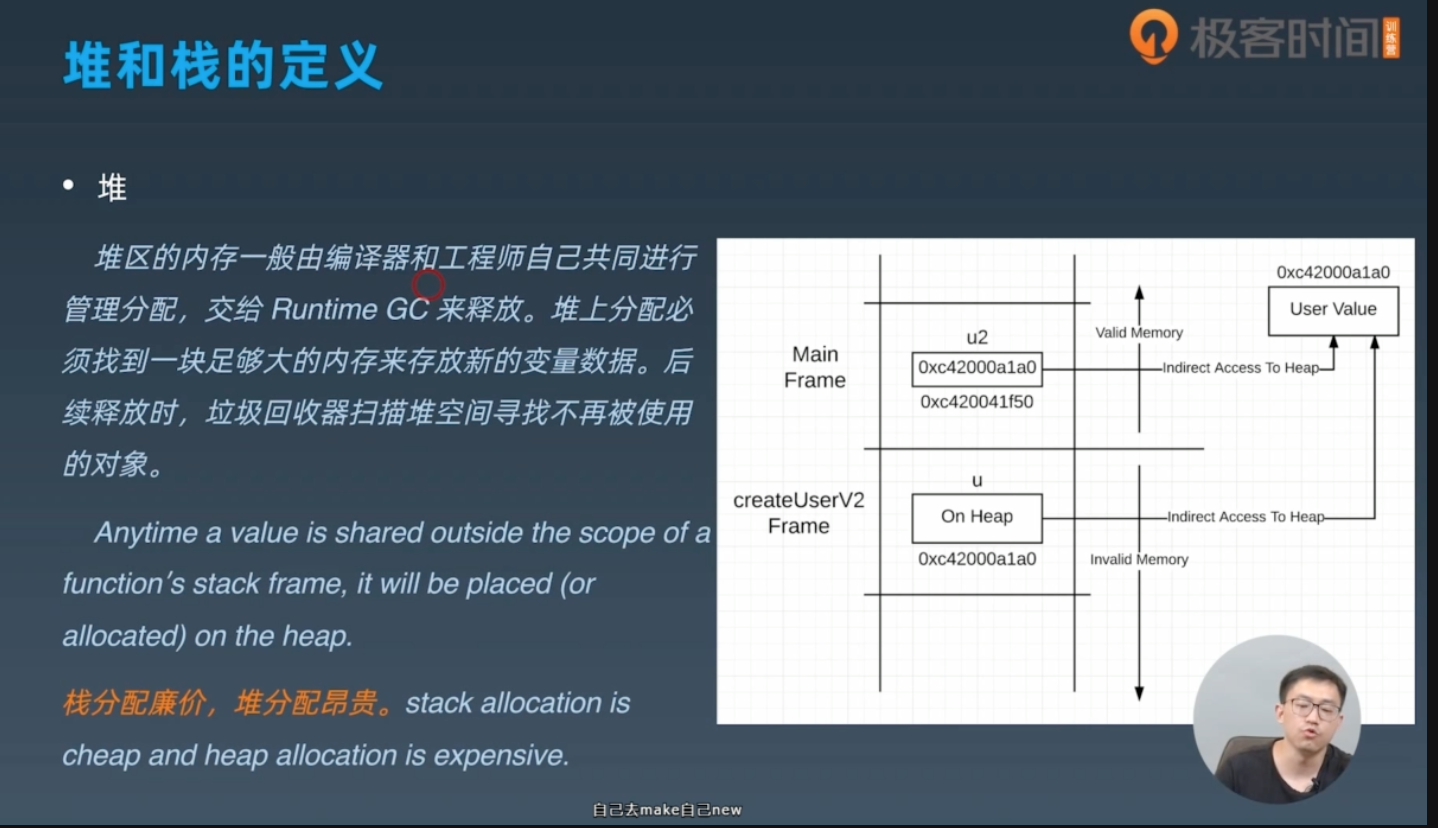 堆和栈的定义
极客时间
训练营
• 堆
堆区的内存一般由编译器和工程师自己共同进行
管理分配，交给 Runtime GC 来释放。堆上分配必
须找到一块足够大的内存来存放新的变量数据。后
续释放时，垃圾回收器扫描堆空间寻找不再被使用
的对象。
Anytime a value is shared outside the scope of a
function's stack frame, it will be placed (or
allocated) on the heap.
栈分配廉价，堆分配昂贵。stack allocation is
cheap and heap allocation is expensive.
Main
Frame
u2
0xc42000a1a0
0xc420041f50
Valid Memory
0xc42000a1a0
User Value
Indirect Access To Heap
createUserV2
Frame
u
On Heap
0xc42000a1a0
Indirect Access To Heap
Invalid Memory
自己去make自己new